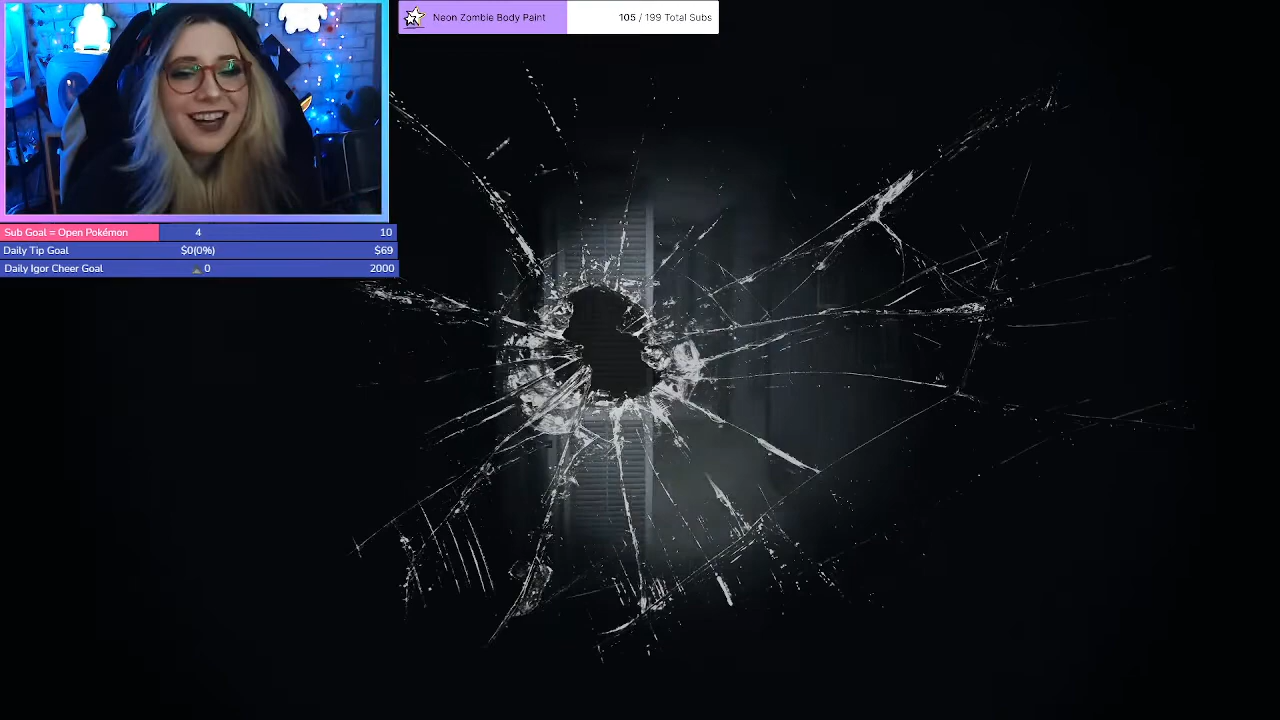 Neon Zombie Body Paint 105 / 199 Total Subs
Sub Goal = Open Pokémon 4 10
Daily Tip Goal $0(0%) $69
Daily Igor Cheer Goal 0 2000